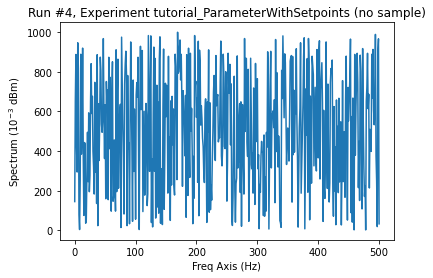 Run #4, Experiment tutorial_ParameterWithSetpoints (no sample)
1000
800
600
400
200
0
Spectrum (10⁻³ dBm)
0 100 200 300 400 500
Freq Axis (Hz)